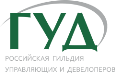 ГУД
РОССИЙСКАЯ ГИЛЬДИЯ
УПРАВЛЯЮЩИХ И ДЕВЕЛОПЕРОВ